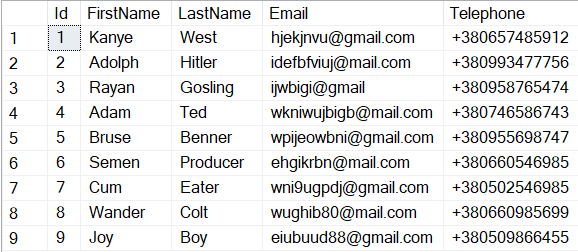 Id FirstName LastName Email Telephone
1 1 Kanye West hjekjnvu@gmail.com +380657485912
2 2 Adolph Hitler idefbfviuj@mail.com +380993477756
3 3 Rayan Gosling ijwbigi@gmail +380958765474
4 4 Adam Ted wkniwujbigb@mail.com +380746586743
5 5 Bruse Benner wpijeowbni@gmail.com +380955698747
6 6 Semen Producer ehgikrbn@mail.com +380660546985
7 7 Cum Eater wni9ugpdj@gmail.com +380502546985
8 8 Wander Colt wughib80@mail.com +380660985699
9 9 Joy Boy eiubuud88@gmail.com +380509866455